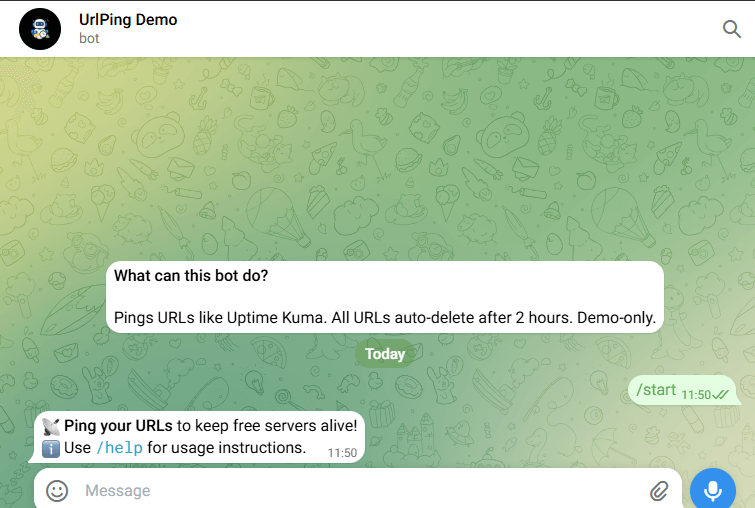 UrlPing Demo
bot
What can this bot do?
Pings URLs like Uptime Kuma. All URLs auto-delete after 2 hours. Demo-only.
Today
/start 11:50
Ping your URLs to keep free servers alive!
Use /help for usage instructions. 11:50
Message